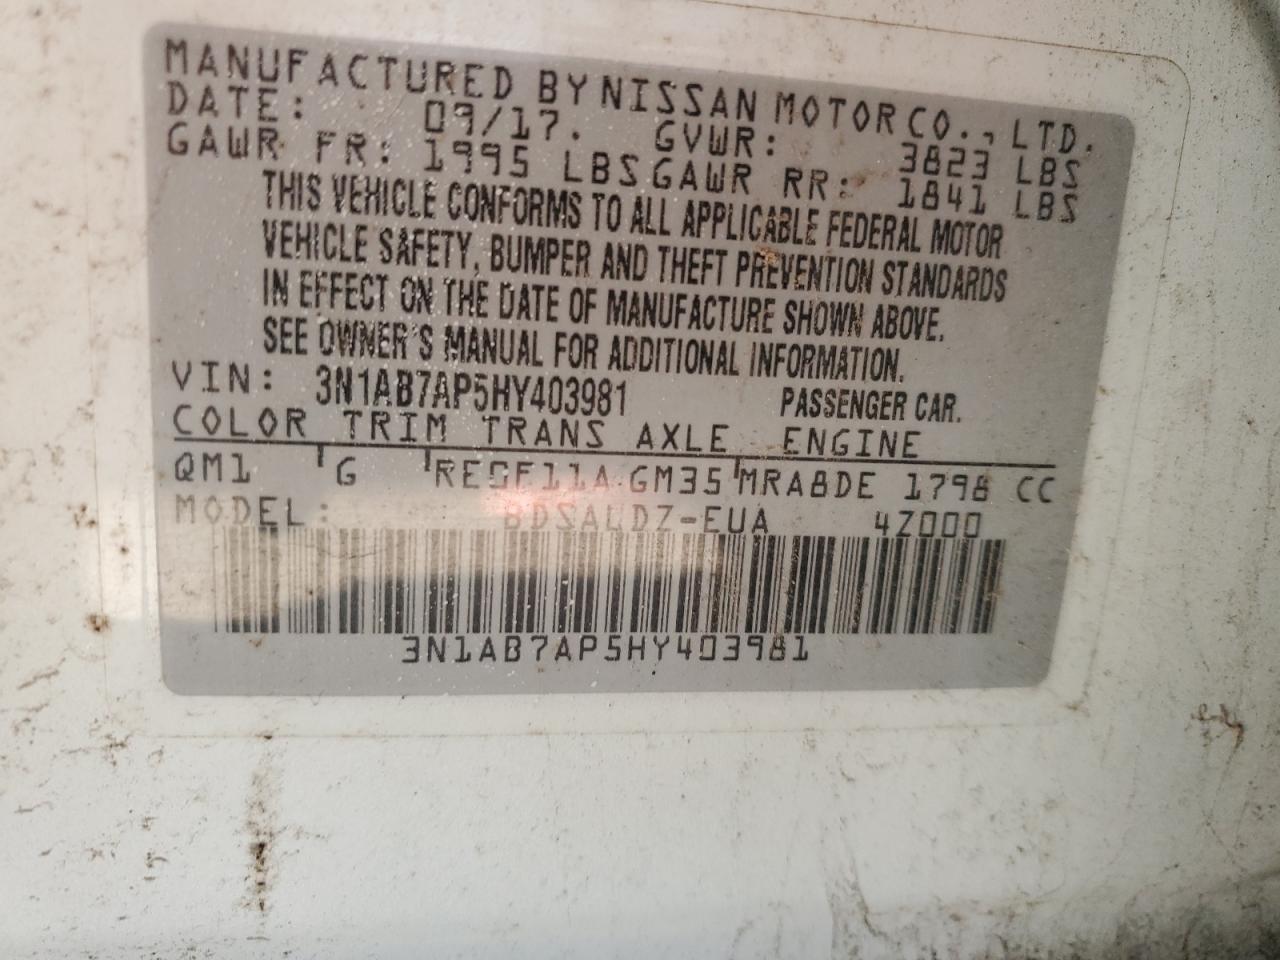 MANUFACTURED BY NISSAN MOTOR CO., LTD.
DATE: 09/17. GVWR: 3823 LBS
GAWR FR: 1995 LBS GAWR RR: 1841 LBS
THIS VEHICLE CONFORMS TO ALL APPLICABLE FEDERAL MOTOR
VEHICLE SAFETY, BUMPER AND THEFT PREVENTION STANDARDS
IN EFFECT ON THE DATE OF MANUFACTURE SHOWN ABOVE.
SEE OWNER'S MANUAL FOR ADDITIONAL INFORMATION.
VIN: 3N1AB7AP5HY403981 PASSENGER CAR.
COLOR TRIM TRANS AXLE ENGINE
QM1 G RE0F11A GM35 MRA8DE 1798 CC
MODEL: 4Z000
3N1AB7AP5HY403981